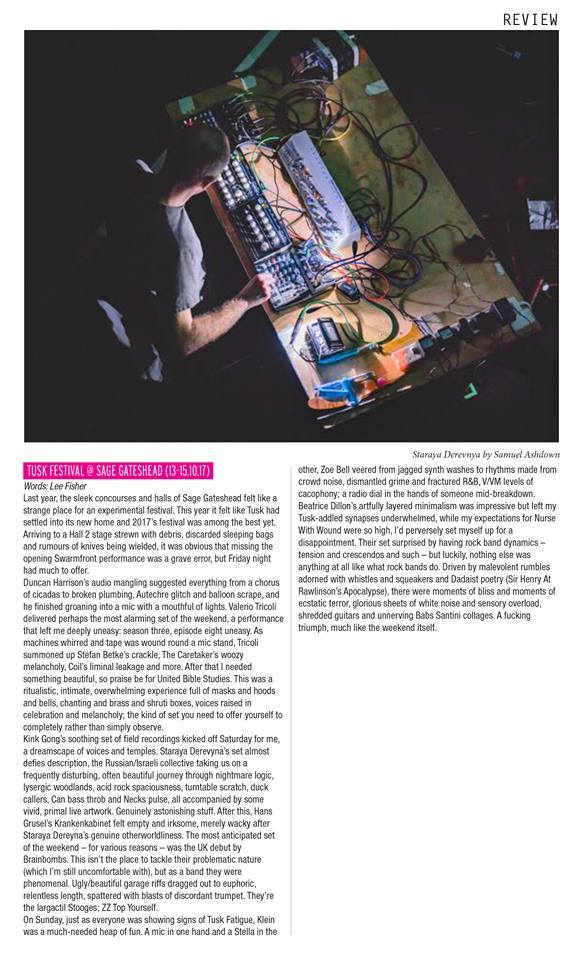 REVIEW
Staraya Derevnya by Samuel Ashdown
TUSK FESTIVAL @ SAGE GATESHEAD (13-15.10.17)
Words: Lee Fisher
Last year, the sleek concourses and halls of Sage Gateshead felt like a
strange place for an experimental festival. This year it felt like Tusk had
settled into its new home and 2017's festival was among the best yet.
Arriving to a Hall 2 stage strewn with debris, discarded sleeping bags
and rumours of knives being wielded, it was obvious that missing the
opening Swarmfront performance was a grave error, but Friday night
had much to offer.
Duncan Harrison's audio mangling suggested everything from a chorus
of cicadas to broken plumbing, Autechre glitch and balloon scrape, and
he finished groaning into a mic with a mouthful of lights. Valerio Tricoli
delivered perhaps the most alarming set of the weekend, a performance
that left me deeply uneasy: season three, episode eight uneasy. As
machines whirred and tape was wound round a mic stand, Tricoli
summoned up Stefan Betke's crackle, The Caretaker's woozy
melancholy, Coil's liminal leakage and more. After that I needed
something beautiful, so praise be for United Bible Studies. This was a
ritualistic, intimate, overwhelming experience full of masks and hoods
and bells, chanting and brass and shruti boxes, voices raised in
celebration and melancholy; the kind of set you need to offer yourself to
completely rather than simply observe.
Kink Gong's soothing set of field recordings kicked off Saturday for me,
a dreamscape of voices and temples. Staraya Derevyna's set almost
defies description, the Russian/Israeli collective taking us on a
frequently disturbing, often beautiful journey through nightmare logic,
lysergic woodlands, acid rock spaciousness, turntable scratch, duck
callers, Can bass throb and Necks pulse, all accompanied by some
vivid, primal live artwork. Genuinely astonishing stuff. After this, Hans
Grusel's Krankenkabinet felt empty and irksome, merely wacky after
Staraya Dereyna's genuine otherworldliness. The most anticipated set
of the weekend – for various reasons – was the UK debut by
Brainbombs. This isn't the place to tackle their problematic nature
(which I'm still uncomfortable with), but as a band they were
phenomenal. Ugly/beautiful garage riffs dragged out to euphoric,
relentless length, spattered with blasts of discordant trumpet. They're
the largactil Stooges; ZZ Top Yourself.
On Sunday, just as everyone was showing signs of Tusk Fatigue, Klein
was a much-needed heap of fun. A mic in one hand and a Stella in the
other, Zoe Bell veered from jagged synth washes to rhythms made from
crowd noise, dismantled grime and fractured R&B, V/VM levels of
cacophony; a radio dial in the hands of someone mid-breakdown.
Beatrice Dillon's artfully layered minimalism was impressive but left my
Tusk-addled synapses underwhelmed, while my expectations for Nurse
With Wound were so high, I'd perversely set myself up for a
disappointment. Their set surprised by having rock band dynamics –
tension and crescendos and such – but luckily, nothing else was
anything at all like what rock bands do. Driven by malevolent rumbles
adorned with whistles and squeakers and Dadaist poetry (Sir Henry At
Rawlinson's Apocalypse), there were moments of bliss and moments of
ecstatic terror, glorious sheets of white noise and sensory overload,
shredded guitars and unnerving Babs Santini collages. A fucking
triumph, much like the weekend itself.